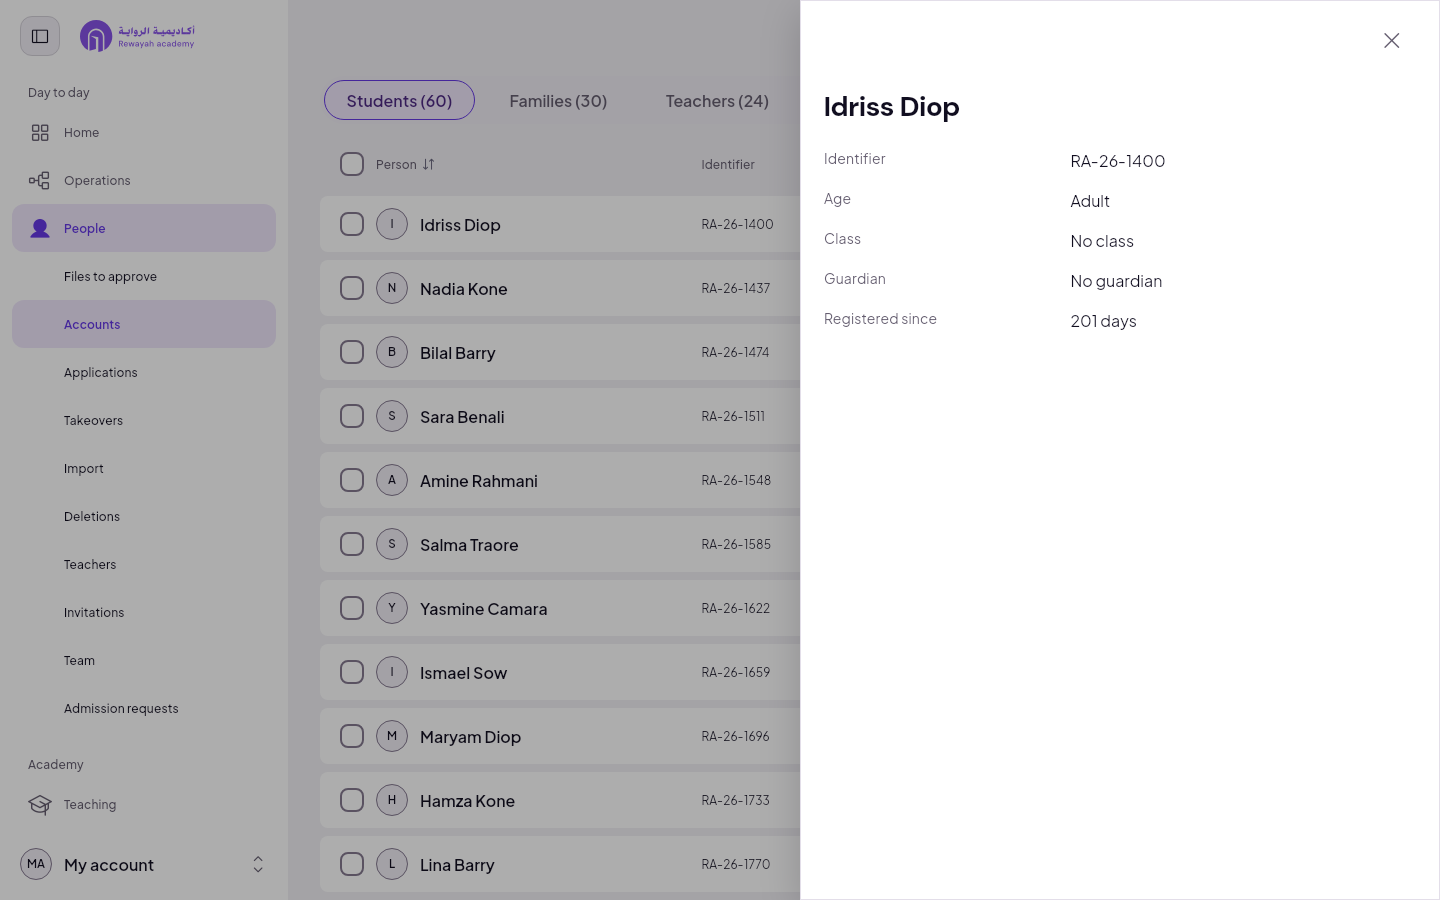 أكاديمية الرواية
Rewayah academy
Day to day
Home
Operations
People
Files to approve
Accounts
Applications
Takeovers
Import
Deletions
Teachers
Invitations
Team
Admission requests
Academy
Teaching
MA My account
Students (60) Families (30) Teachers (24)
Person Identifier
I Idriss Diop RA-26-1400
N Nadia Kone RA-26-1437
B Bilal Barry RA-26-1474
S Sara Benali RA-26-1511
A Amine Rahmani RA-26-1548
S Salma Traore RA-26-1585
Y Yasmine Camara RA-26-1622
I Ismael Sow RA-26-1659
M Maryam Diop RA-26-1696
H Hamza Kone RA-26-1733
L Lina Barry RA-26-1770
Idriss Diop
Identifier RA-26-1400
Age Adult
Class No class
Guardian No guardian
Registered since 201 days